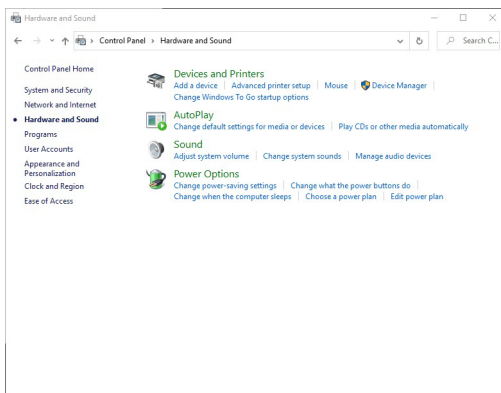 Hardware and Sound
Control Panel › Hardware and Sound
Search C...
Control Panel Home
System and Security
Network and Internet
Hardware and Sound
Programs
User Accounts
Appearance and
Personalization
Clock and Region
Ease of Access
Devices and Printers
Add a device | Advanced printer setup | Mouse | Device Manager |
Change Windows To Go startup options
AutoPlay
Change default settings for media or devices | Play CDs or other media automatically
Sound
Adjust system volume | Change system sounds | Manage audio devices
Power Options
Change power-saving settings | Change what the power buttons do |
Change when the computer sleeps | Choose a power plan | Edit power plan